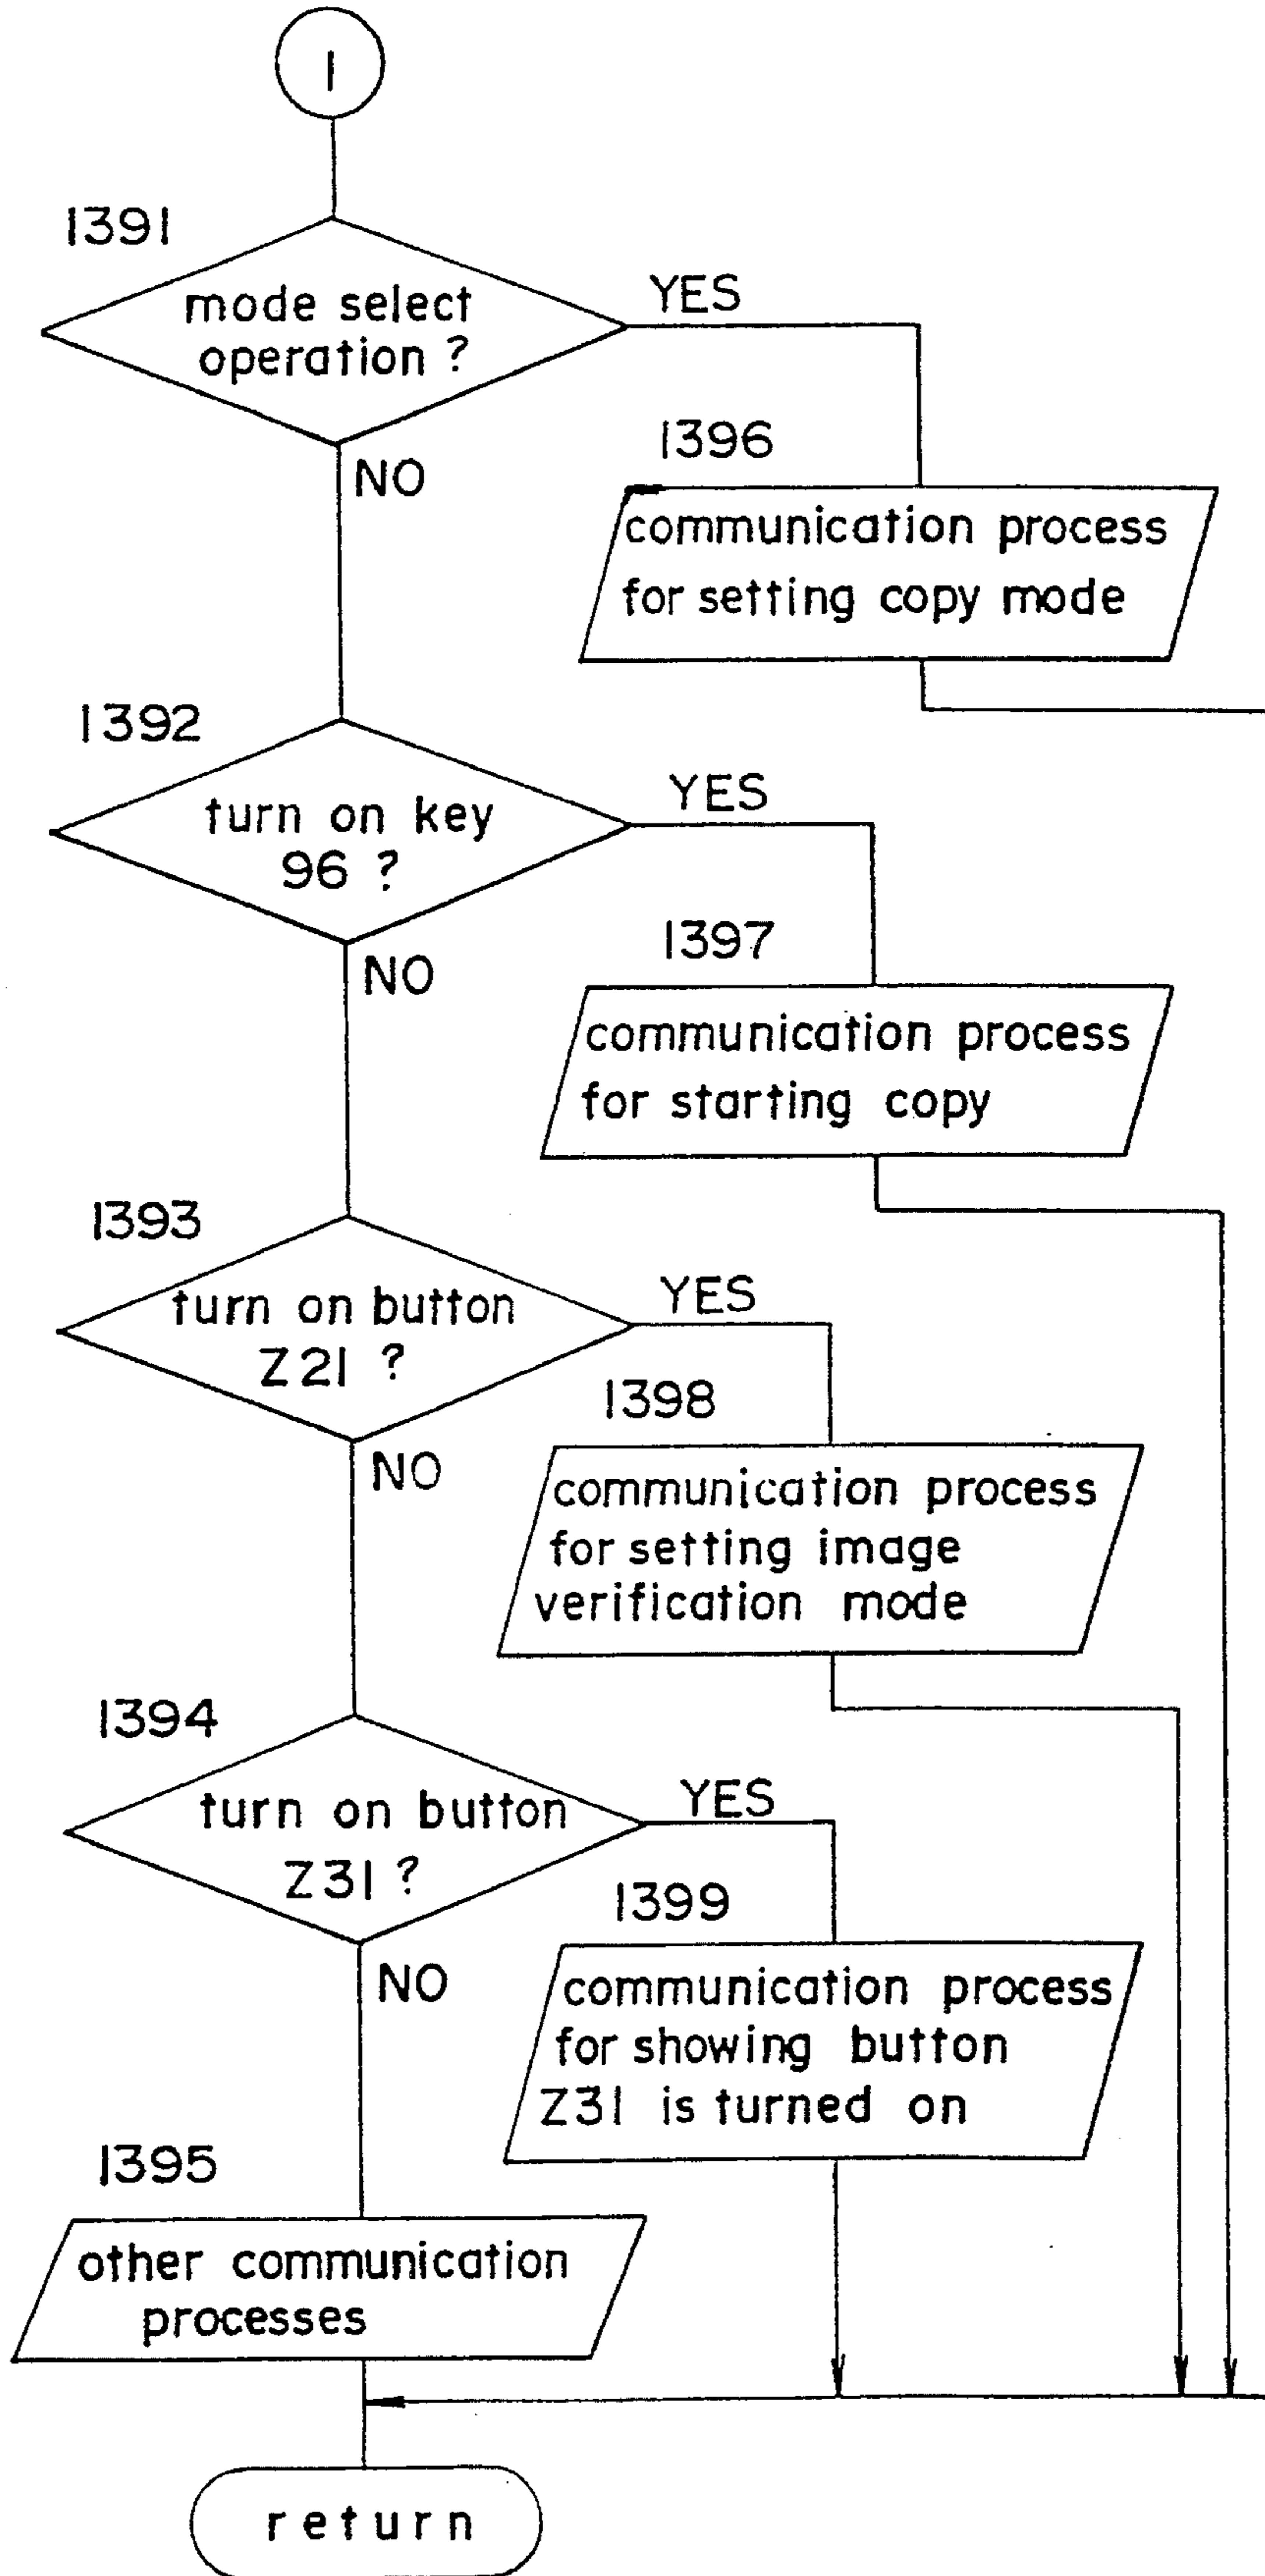 1
1391
mode select
operation ?
YES
NO
1396
communication process
for setting copy mode
1392
turn on key
96 ?
YES
NO
1397
communication process
for starting copy
1393
turn on button
Z21 ?
YES
NO
1398
communication process
for setting image
verification mode
1394
turn on button
Z31 ?
YES
NO
1399
communication process
for showing button
Z31 is turned on
1395
other communication
processes
return